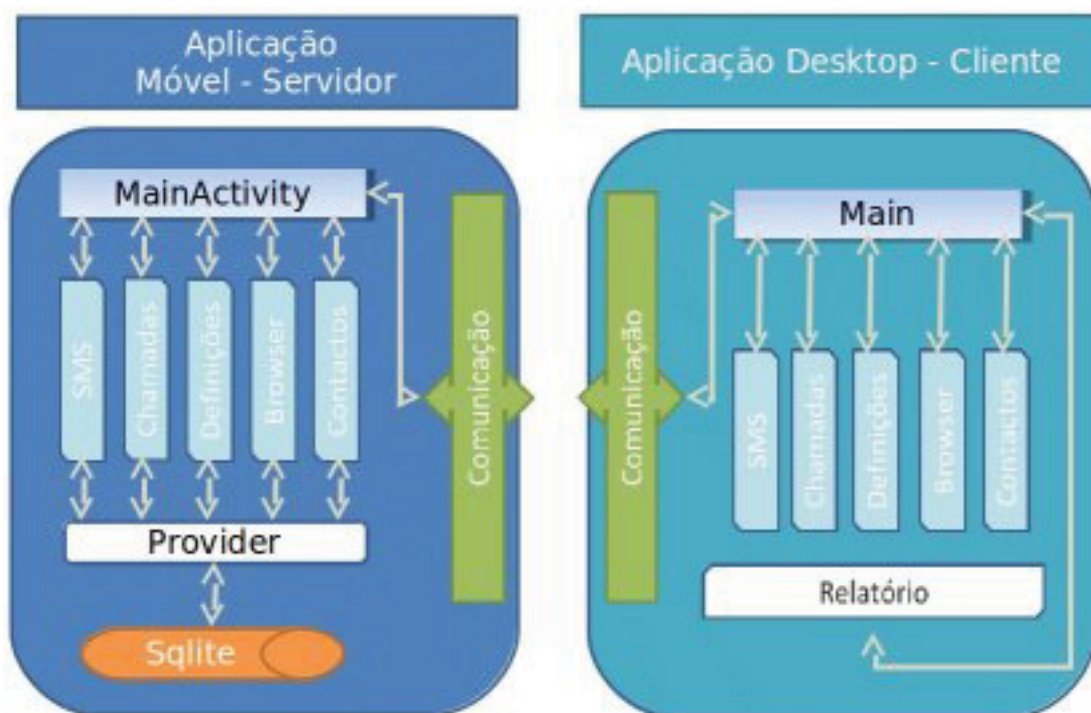 Aplicação
Móvel - Servidor
MainActivity
SMS
Chamadas
Definições
Browser
Contactos
Provider
Sqlite
Comunicação
Aplicação Desktop - Cliente
Comunicação
Main
SMS
Chamadas
Definições
Browser
Contactos
Relatório